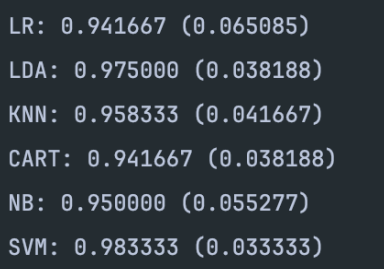 LR: 0.941667 (0.065085)
LDA: 0.975000 (0.038188)
KNN: 0.958333 (0.041667)
CART: 0.941667 (0.038188)
NB: 0.950000 (0.055277)
SVM: 0.983333 (0.033333)